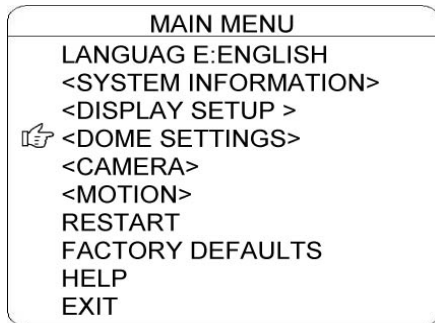 MAIN MENU
LANGUAG E:ENGLISH
<SYSTEM INFORMATION>
<DISPLAY SETUP >
<DOME SETTINGS>
<CAMERA>
<MOTION>
RESTART
FACTORY DEFAULTS
HELP
EXIT